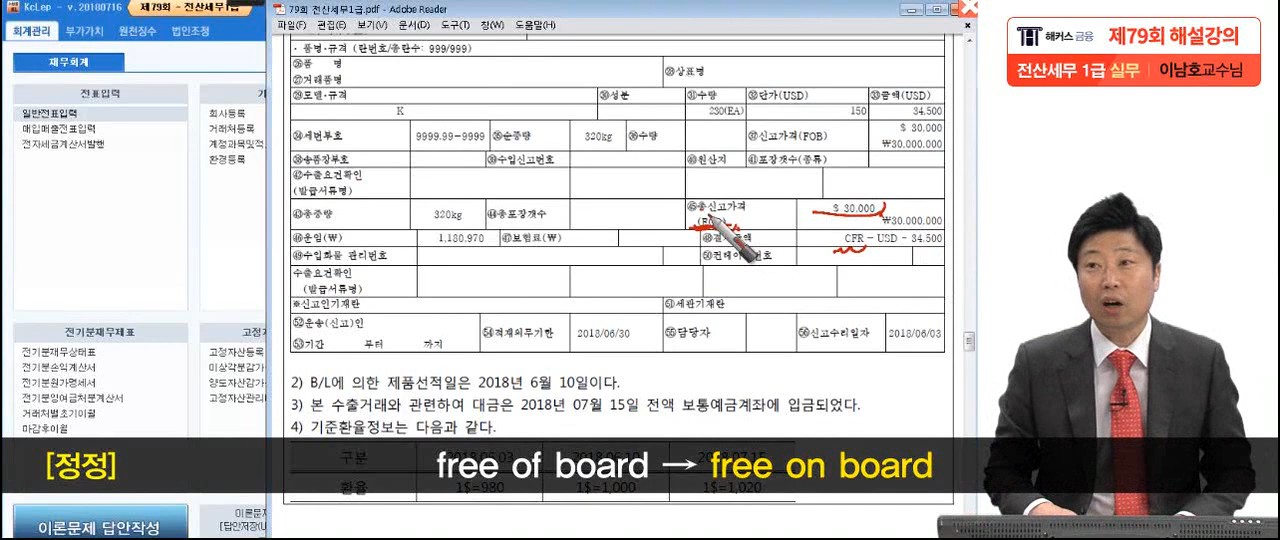 KcLep - v.20180716
제79회 - 전산세무1급
회계관리
부가가치
원천징수
법인조정
재무회계
전표입력
일반전표입력
매입매출전표입력
전자세금계산서발행
회사등록
거래처등록
계정과목및적
환경등록
전기분재무제표
전기분재무상태표
전기분손익계산서
전기분원가명세서
전기분잉여금처분계산서
거래처별초기이월
마감후이월
고정자산등록
미상각분감가
양도자산감가
고정자산관리
이론문제 답안작성
79회 전산세무1급.pdf - Adobe Reader
파일(F) 편집(E) 보기(V) 문서(D) 도구(T) 창(W) 도움말(H)
· 품명·규격 (란번호/총란수: 999/999)
㉖품 명
㉗거래품명
㉘상표명
㉙모델·규격 ㉚성분 ㉛수량 ㉜단가(USD) ㉝금액(USD)
K 230(EA) 150 34.500
㉞세번부호 9999.99-9999 ㉟순중량 320kg ㊱수량 ㊲신고가격(FOB) $ 30.000
₩30.000.000
㊳송품장부호 ㊴수입신고번호 ㊵원산지 ㊶포장갯수(종류)
㊷수출요건확인
(발급서류명)
㊸총중량 320kg ㊹총포장갯수 ㊺총신고가격
$ 30.000
₩30.000.000
㊻운임(₩) 1,180,970 ㊼보험료(₩) CFR - USD - 34.500
㊾수입화물 관리번호
수출요건확인
(발급서류명)
※신고인기재란 51세관기재란
52운송(신고)인
53기간 부터 까지
54적재의무기한 2018/06/30 55담당자 56신고수리일자 2018/06/03
2) B/L에 의한 제품선적일은 2018년 6월 10일이다.
3) 본 수출거래와 관련하여 대금은 2018년 07월 15일 전액 보통예금계좌에 입금되었다.
4) 기준환율정보는 다음과 같다.
구분
환율 1$=980 1$=1,000 1$=1,020
[정정] free of board → free on board
해커스 금융
제79회 해설강의
전산세무 1급 실무 이남호교수님